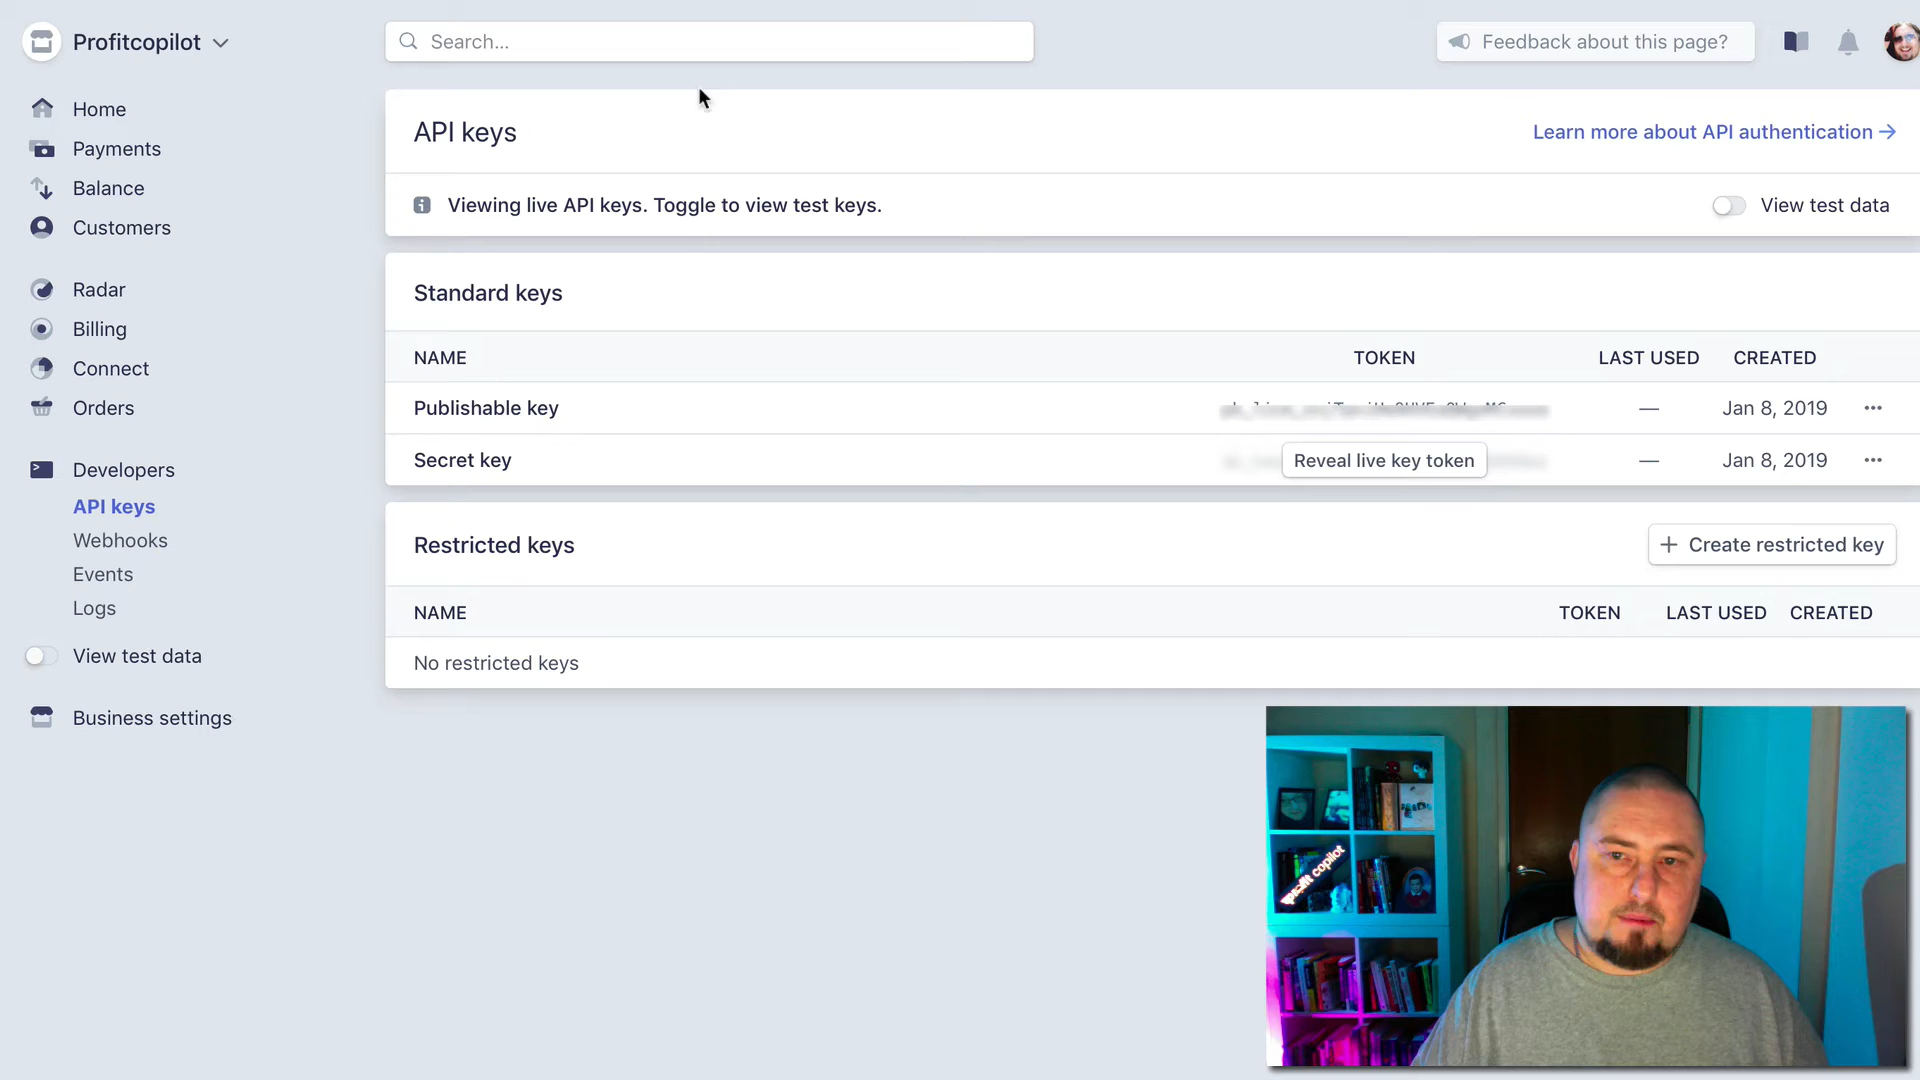 Profitcopilot
Search...
Feedback about this page?
Home
Payments
Balance
Customers
Radar
Billing
Connect
Orders
Developers
API keys
Webhooks
Events
Logs
View test data
Business settings
API keys
Learn more about API authentication →
Viewing live API keys. Toggle to view test keys.
View test data
Standard keys
NAME TOKEN LAST USED CREATED
Publishable key — Jan 8, 2019 ...
Secret key Reveal live key token — Jan 8, 2019 ...
Restricted keys
+ Create restricted key
NAME TOKEN LAST USED CREATED
No restricted keys
profit copilot